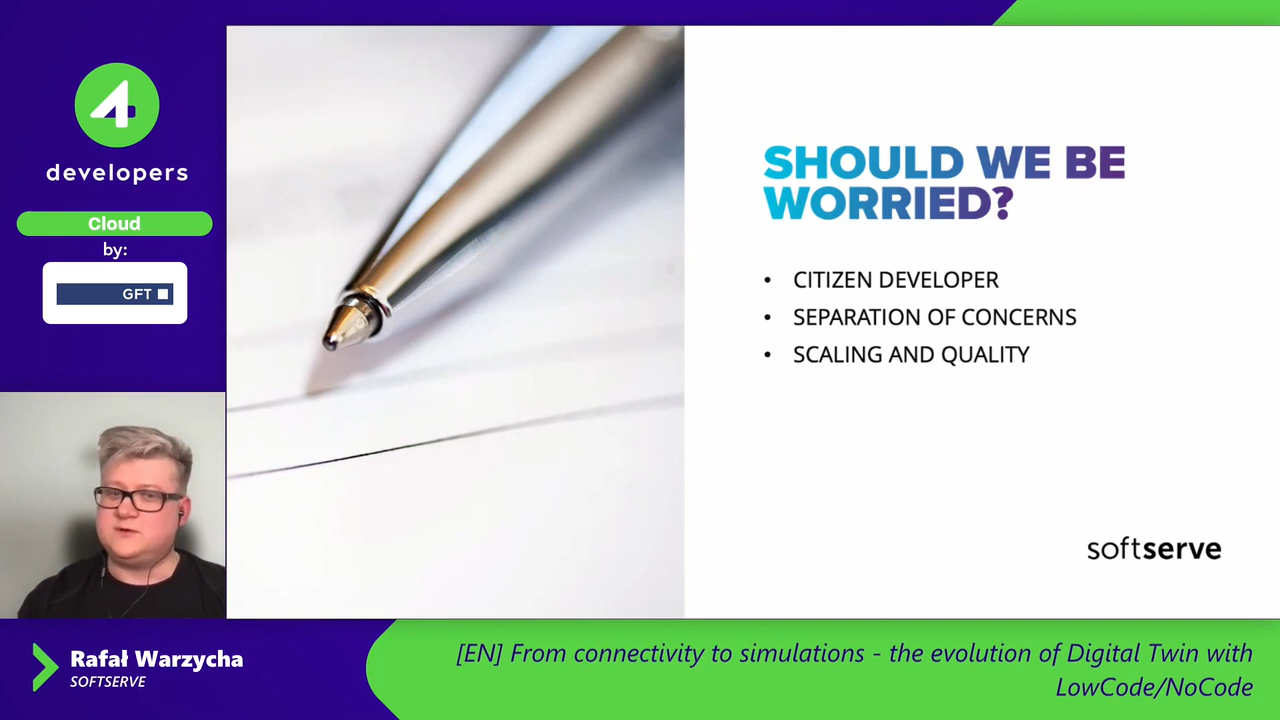 4
developers
Cloud
by:
GFT
SHOULD WE BE
WORRIED?
• CITIZEN DEVELOPER
• SEPARATION OF CONCERNS
• SCALING AND QUALITY
softserve
Rafał Warzycha
SOFTSERVE
[EN] From connectivity to simulations - the evolution of Digital Twin with
LowCode/NoCode